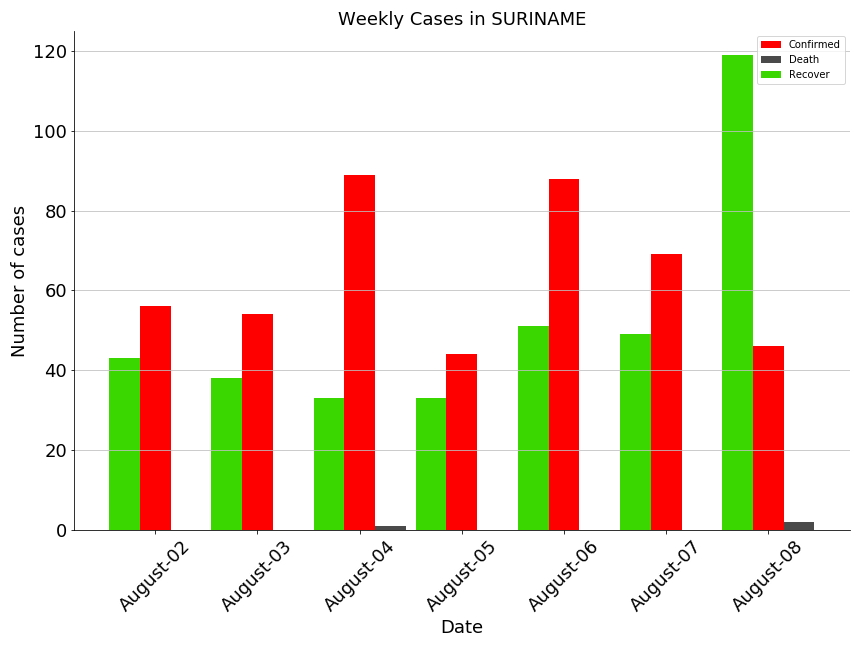 Weekly Cases in SURINAME
Confirmed
Death
Recover
Number of cases
120
100
80
60
40
20
0
August-02
August-03
August-04
August-05
August-06
August-07
August-08
Date